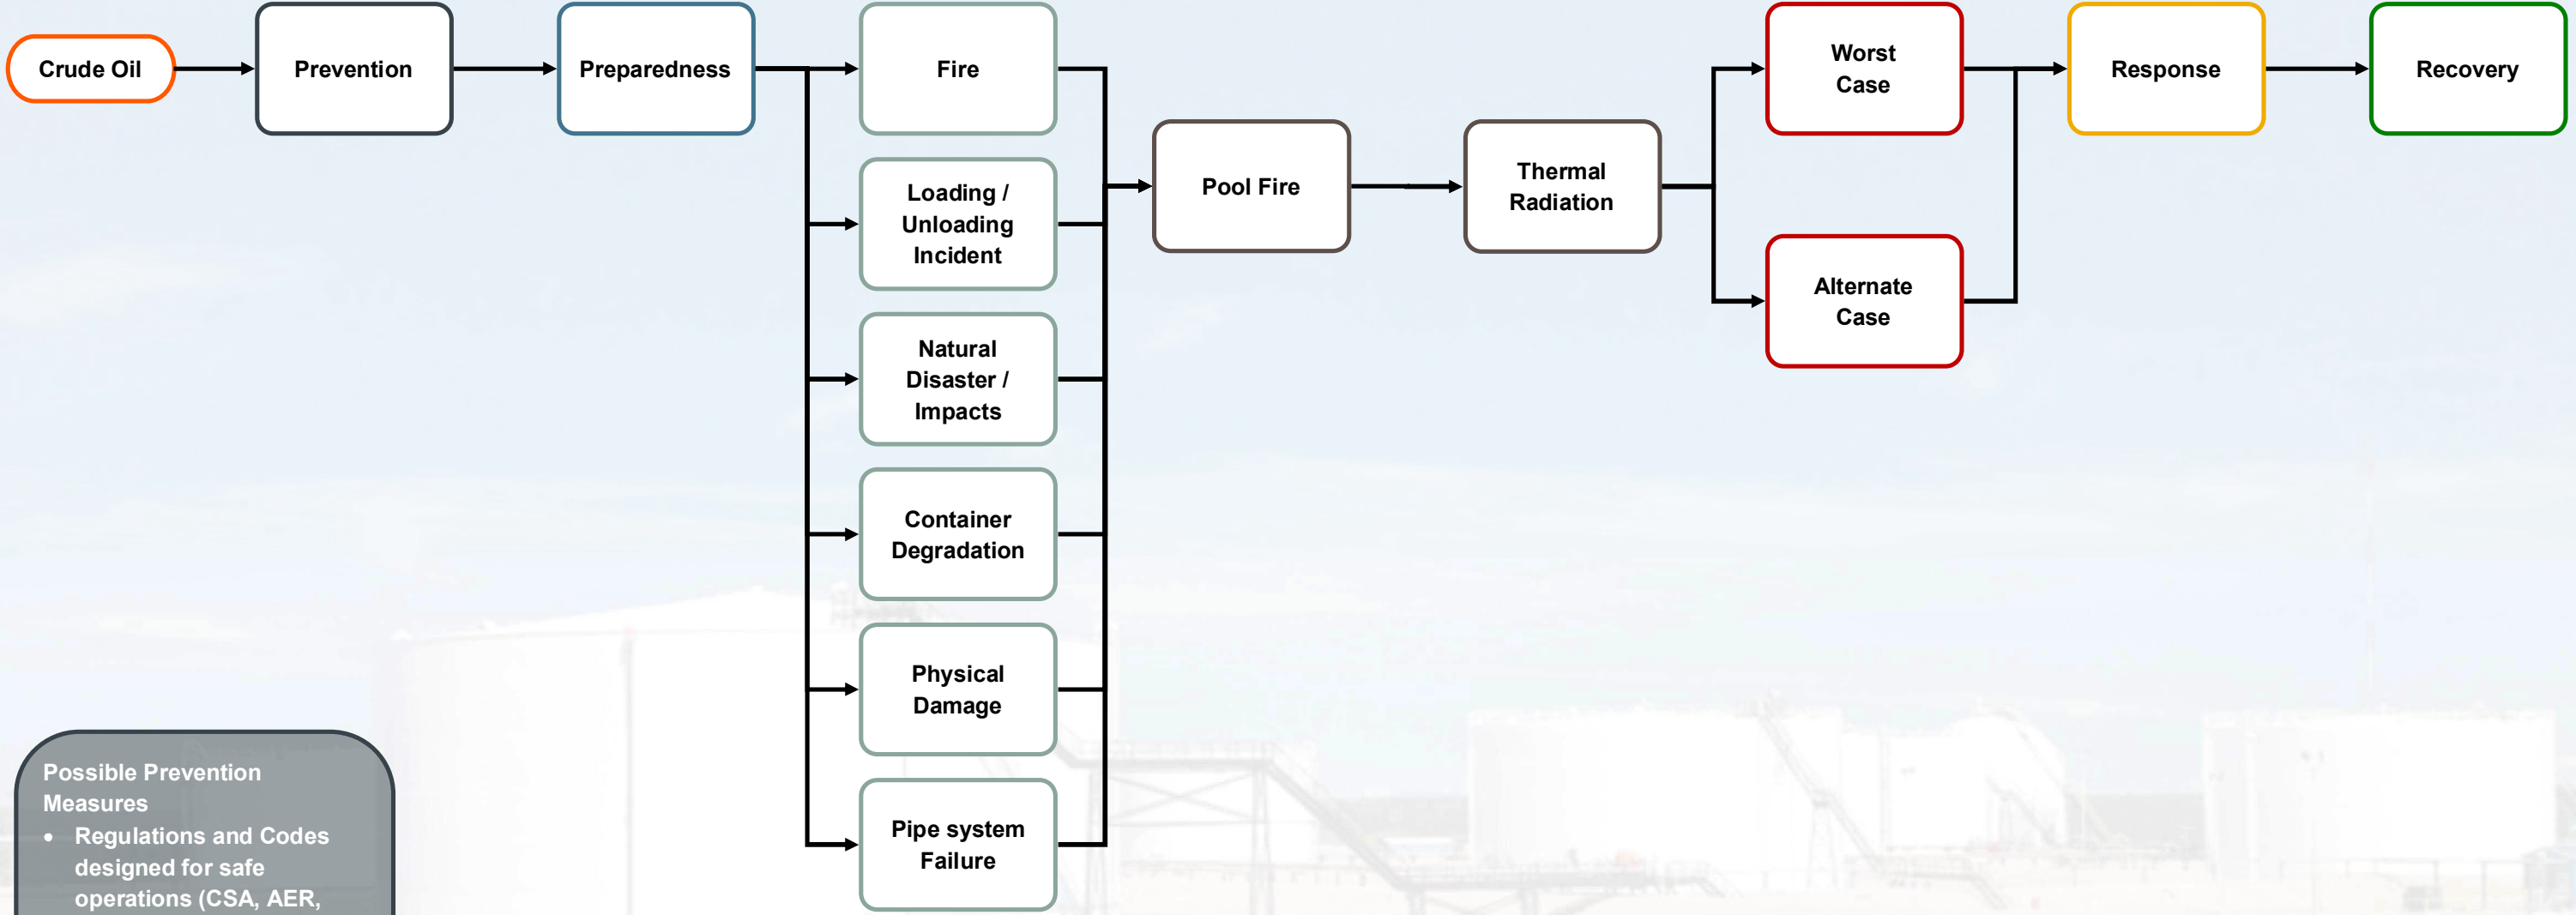 Crude Oil
Prevention
Preparedness
Fire
Loading /
Unloading
Incident
Natural
Disaster /
Impacts
Container
Degradation
Physical
Damage
Pipe system
Failure
Pool Fire
Thermal
Radiation
Worst
Case
Alternate
Case
Response
Recovery
Possible Prevention
Measures
• Regulations and Codes
designed for safe
operations (CSA, AER,